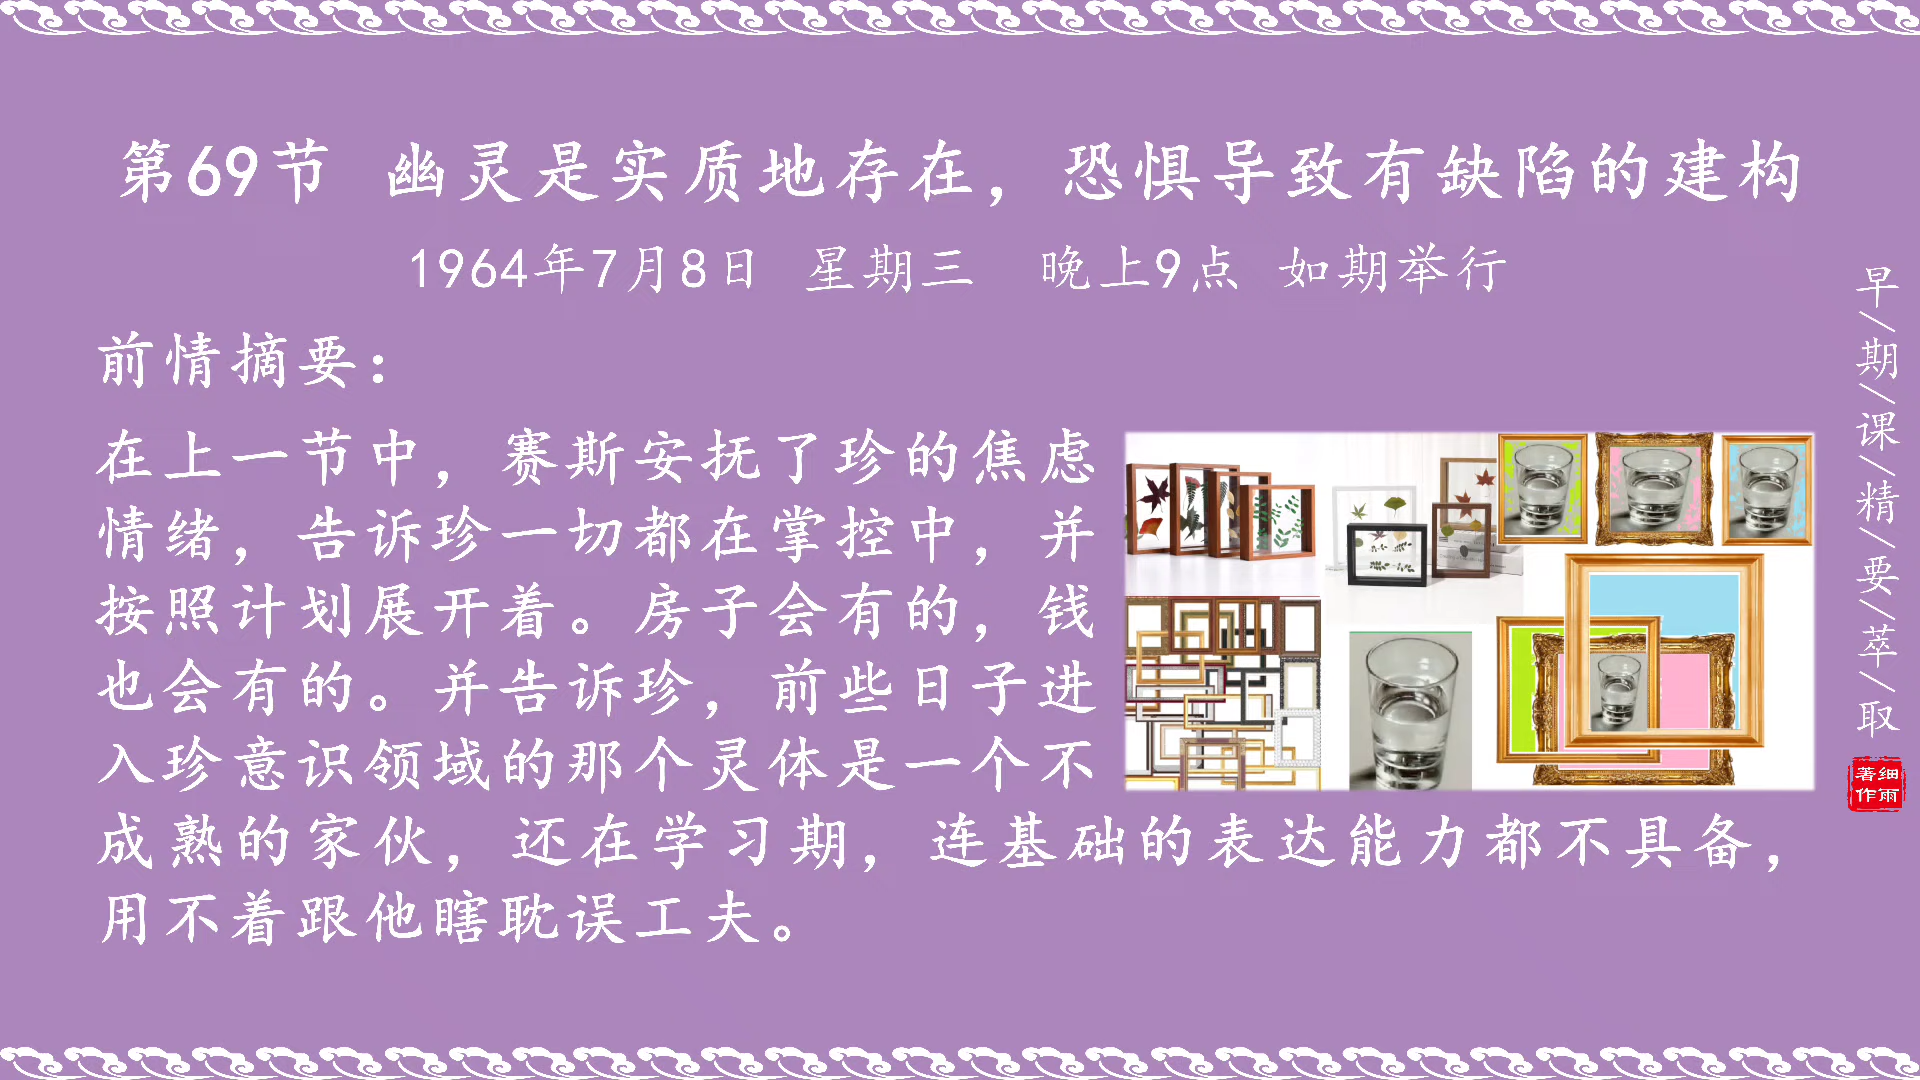 第69节 幽灵是实质地存在，恐惧导致有缺陷的建构
1964年7月8日 星期三 晚上9点 如期举行
前情摘要：
在上一节中，赛斯安抚了珍的焦虑
情绪，告诉珍一切都在掌控中，并
按照计划展开着。房子会有的，钱
也会有的。并告诉珍，前些日子进
入珍意识领域的那个灵体是一个不
成熟的家伙，还在学习期，连基础的表达能力都不具备，
用不着跟他瞎耽误工夫。
早/期/课/精/要/萃/取
细雨
著作